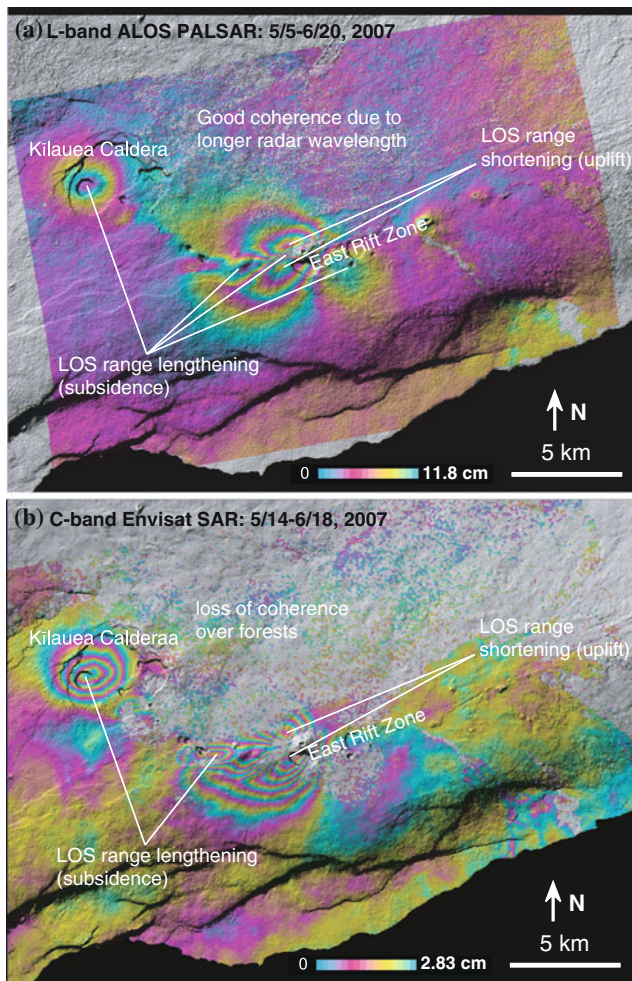 (a) L-band ALOS PALSAR: 5/5-6/20, 2007
Good coherence due to
longer radar wavelength
Kīlauea Caldera
LOS range
shortening (uplift)
East Rift Zone
LOS range lengthening
(subsidence)
N
5 km
0 11.8 cm
(b) C-band Envisat SAR: 5/14-6/18, 2007
loss of coherence
over forests
Kīlauea Calderaa
LOS range
shortening (uplift)
East Rift Zone
LOS range lengthening
(subsidence)
N
5 km
0 2.83 cm